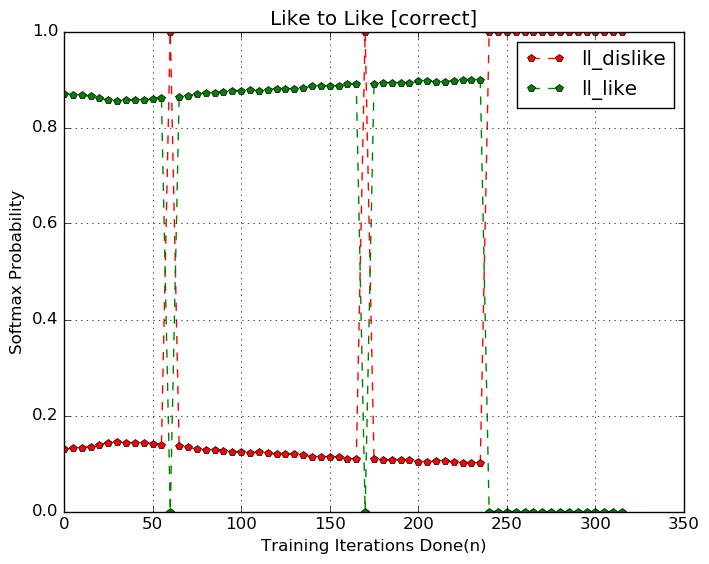 Like to Like [correct]
1.0
0.8
0.6
0.4
0.2
0.0
Softmax Probability
ll_dislike
ll_like
0 50 100 150 200 250 300 350
Training Iterations Done(n)